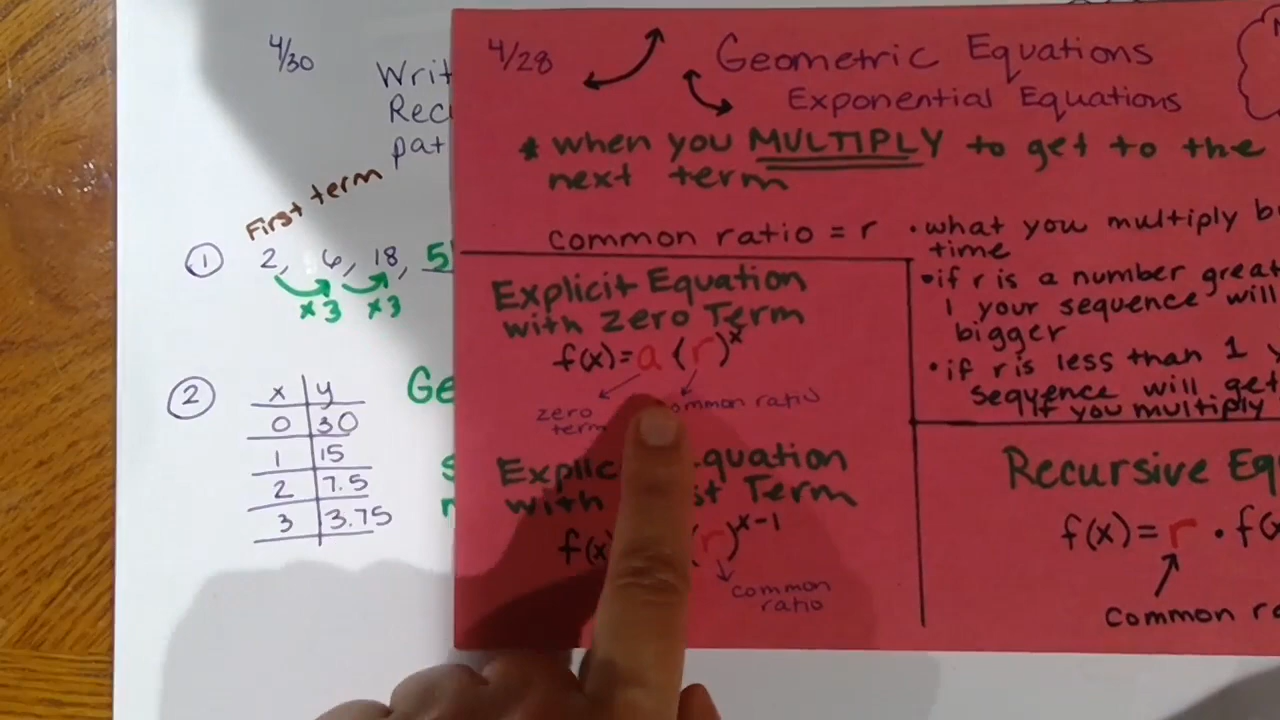 4/30
Writ
Rec
pat
First term
① 2, 6, 18, 5
×3 ×3
② x y
0 30
1 15
2 7.5
3 3.75
Ge
4/28 Geometric Equations
Exponential Equations
* when you MULTIPLY to get to the
next term
common ratio = r
• what you multiply b
time
• if r is a number great
1 your sequence will
bigger
• if r is less than 1 y
sequence will get
if you multiply
Explicit Equation
with Zero Term
f(x) = a (r)^x
zero term
common ratio
Explic quation
with st Term
f(x (r)^x-1
common
ratio
Recursive Eq
f(x) = r • f(
Common ra